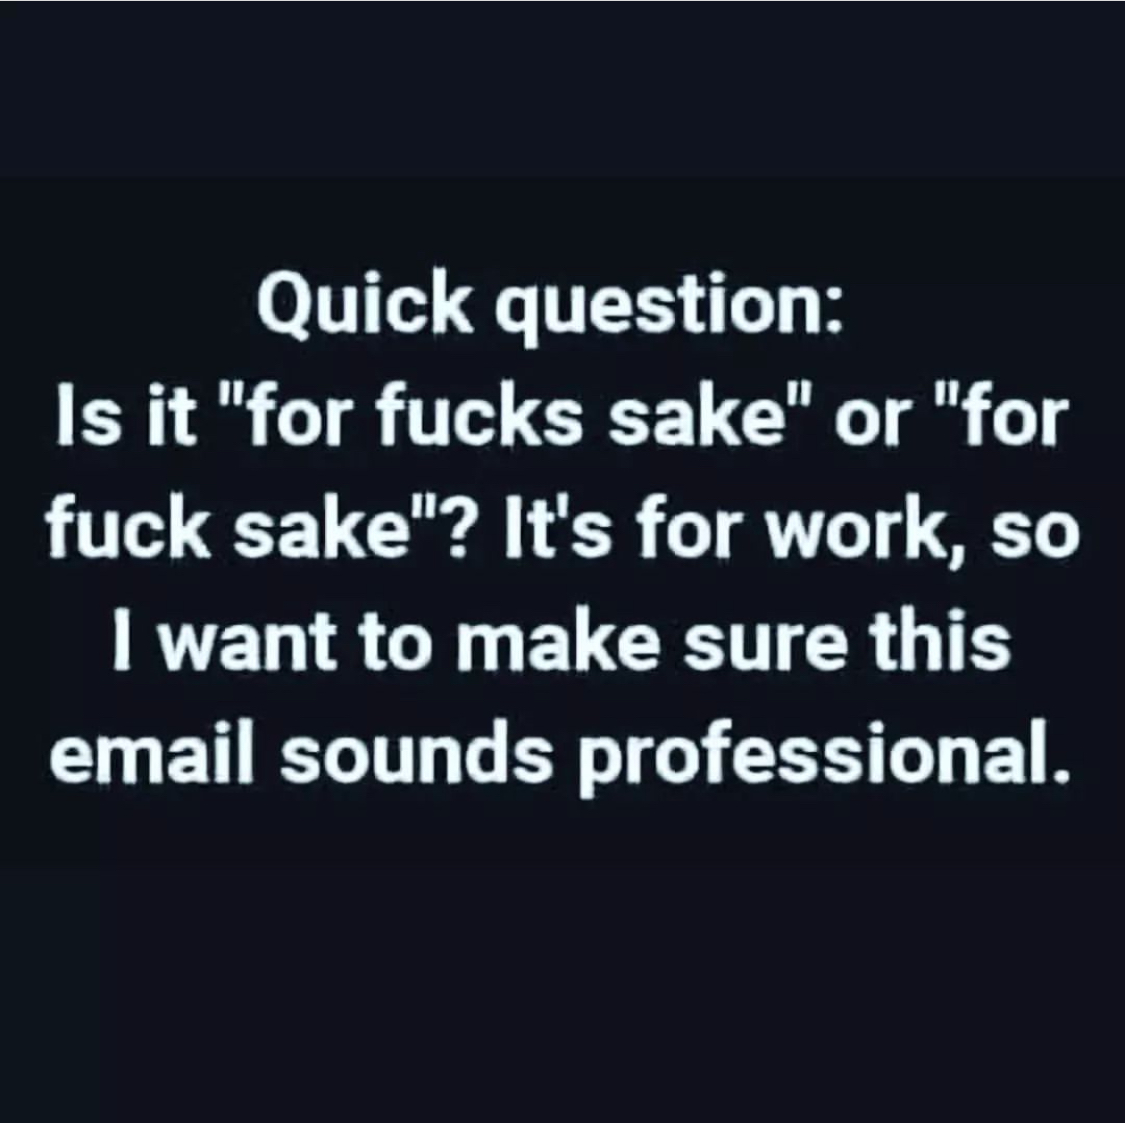 Quick question:
Is it "for fucks sake" or "for
fuck sake"? It's for work, so
I want to make sure this
email sounds professional.